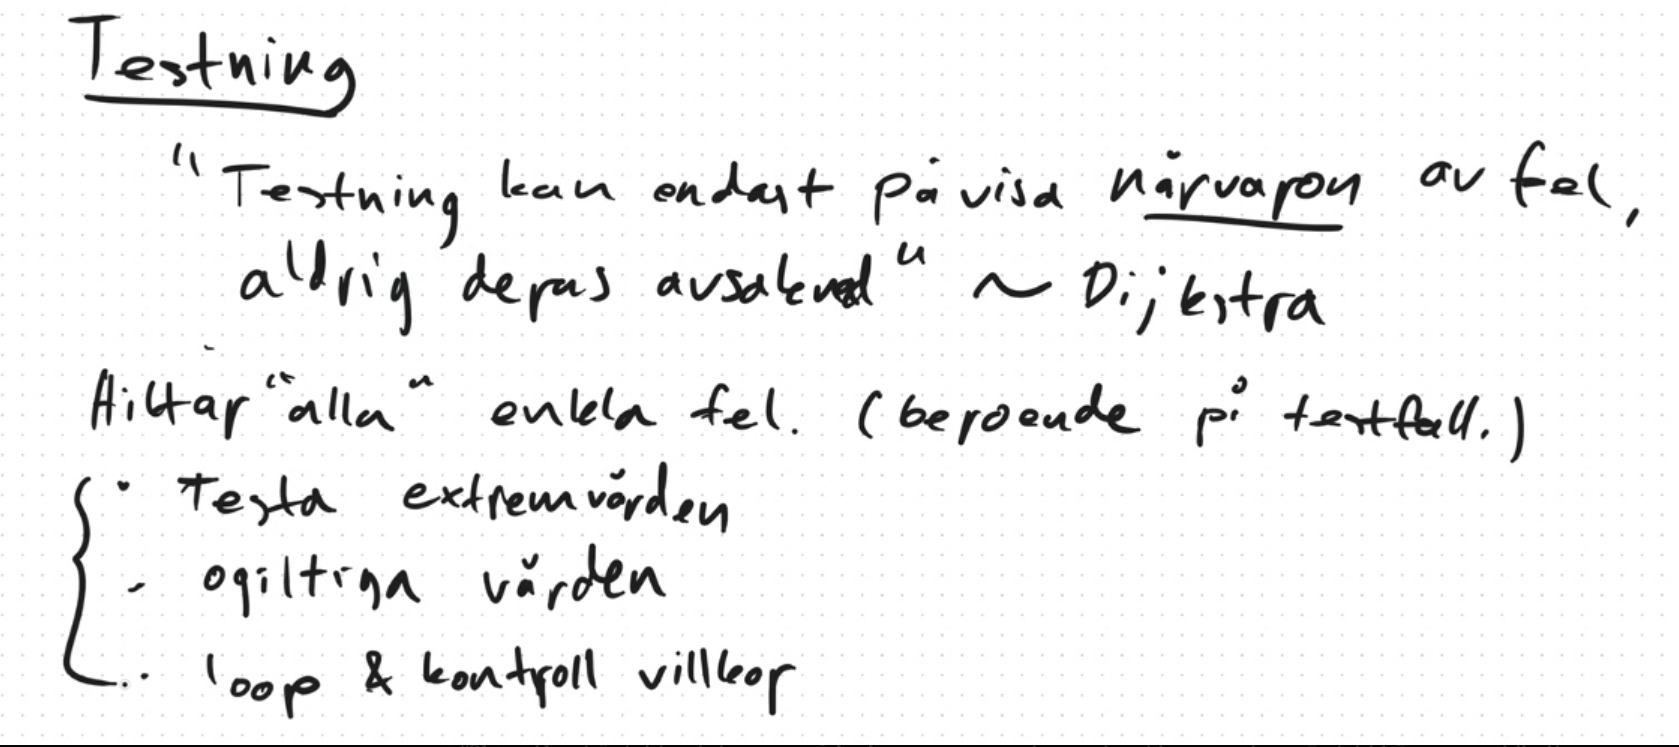 Testning
"Testning kan endast påvisa närvaron av fel,
aldrig deras avsaknad" ~ Dijkstra
Hittar "alla" enkla fel. (beroende på testfall.)
· Testa extremvärden
- ogiltiga värden
· loop & kontroll villkor